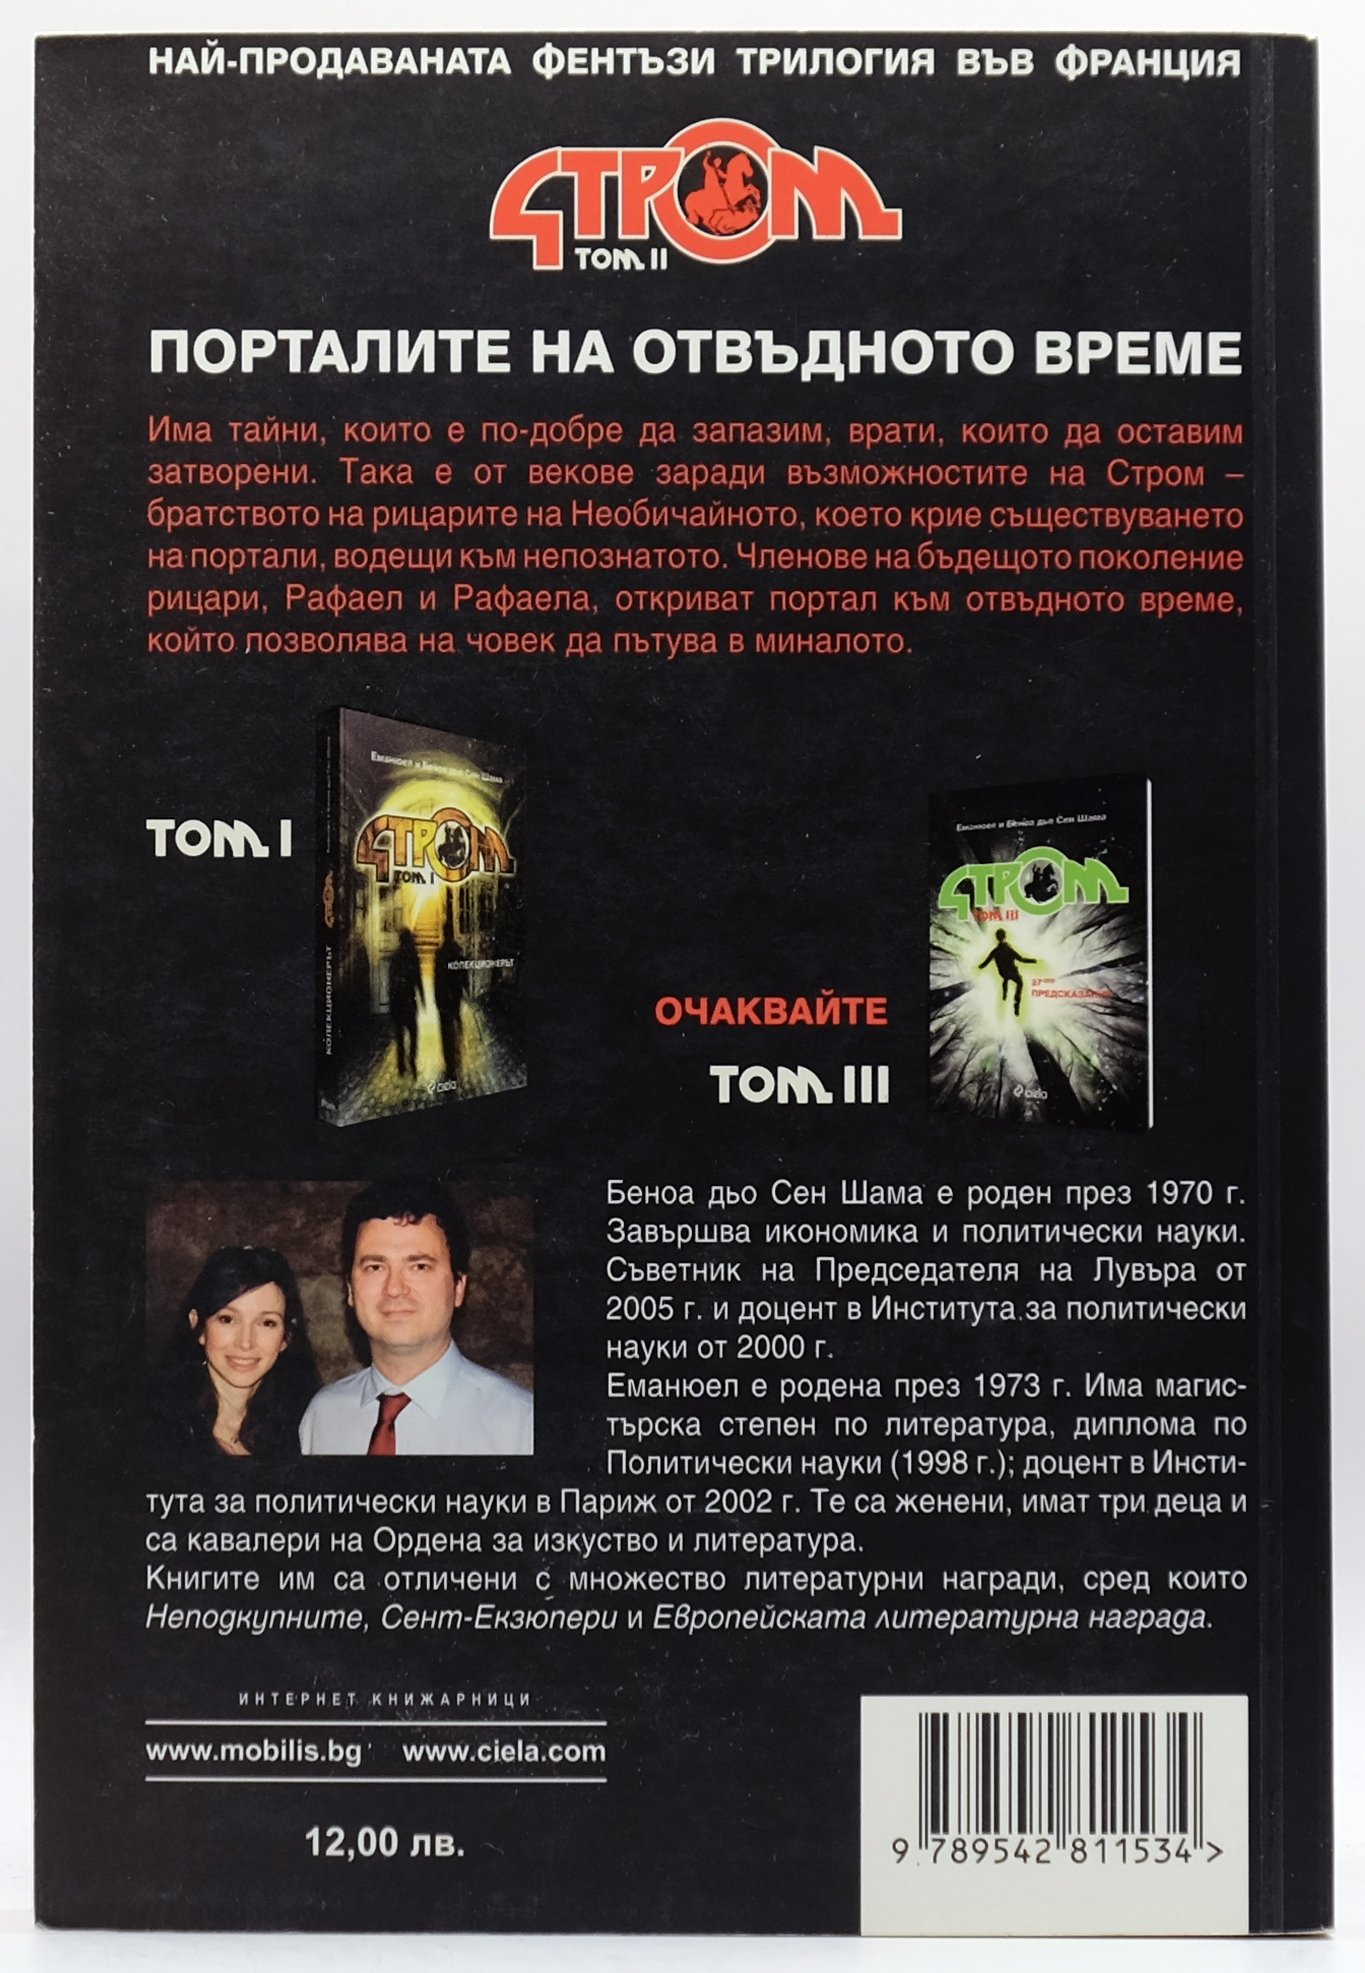 НАЙ-ПРОДАВАНАТА ФЕНТЪЗИ ТРИЛОГИЯ ВЪВ ФРАНЦИЯ
СТРОМ
ТОМ II
ПОРТАЛИТЕ НА ОТВЪДНОТО ВРЕМЕ
Има тайни, които е по-добре да запазим, врати, които да оставим
затворени. Така е от векове заради възможностите на Стром –
братството на рицарите на Необичайното, което крие съществуването
на портали, водещи към непознатото. Членове на бъдещото поколение
рицари, Рафаел и Рафаела, откриват портал към отвъдното време,
който позволява на човек да пътува в миналото.
ТОМ I
Еманюел и Беноа дьо Сен Шама
СТРОМ
ТОМ I
КОЛЕКЦИОНЕРЪТ
КОЛЕКЦИОНЕРЪТ
ciela
ОЧАКВАЙТЕ
ТОМ III
Еманюел и Беноа дьо Сен Шама
СТРОМ
ТОМ III
ciela
Беноа дьо Сен Шама е роден през 1970 г.
Завършва икономика и политически науки.
Съветник на Председателя на Лувъра от
2005 г. и доцент в Института за политически
науки от 2000 г.
Еманюел е родена през 1973 г. Има магис-
търска степен по литература, диплома по
Политически науки (1998 г.); доцент в Инсти-
тута за политически науки в Париж от 2002 г. Те са женени, имат три деца и
са кавалери на Ордена за изкуство и литература.
Книгите им са отличени с множество литературни награди, сред които
Неподкупните, Сент-Екзюпери и Европейската литературна награда.
ИНТЕРНЕТ КНИЖАРНИЦИ
www.mobilis.bg www.ciela.com
12,00 лв.
9 789542 811534 >